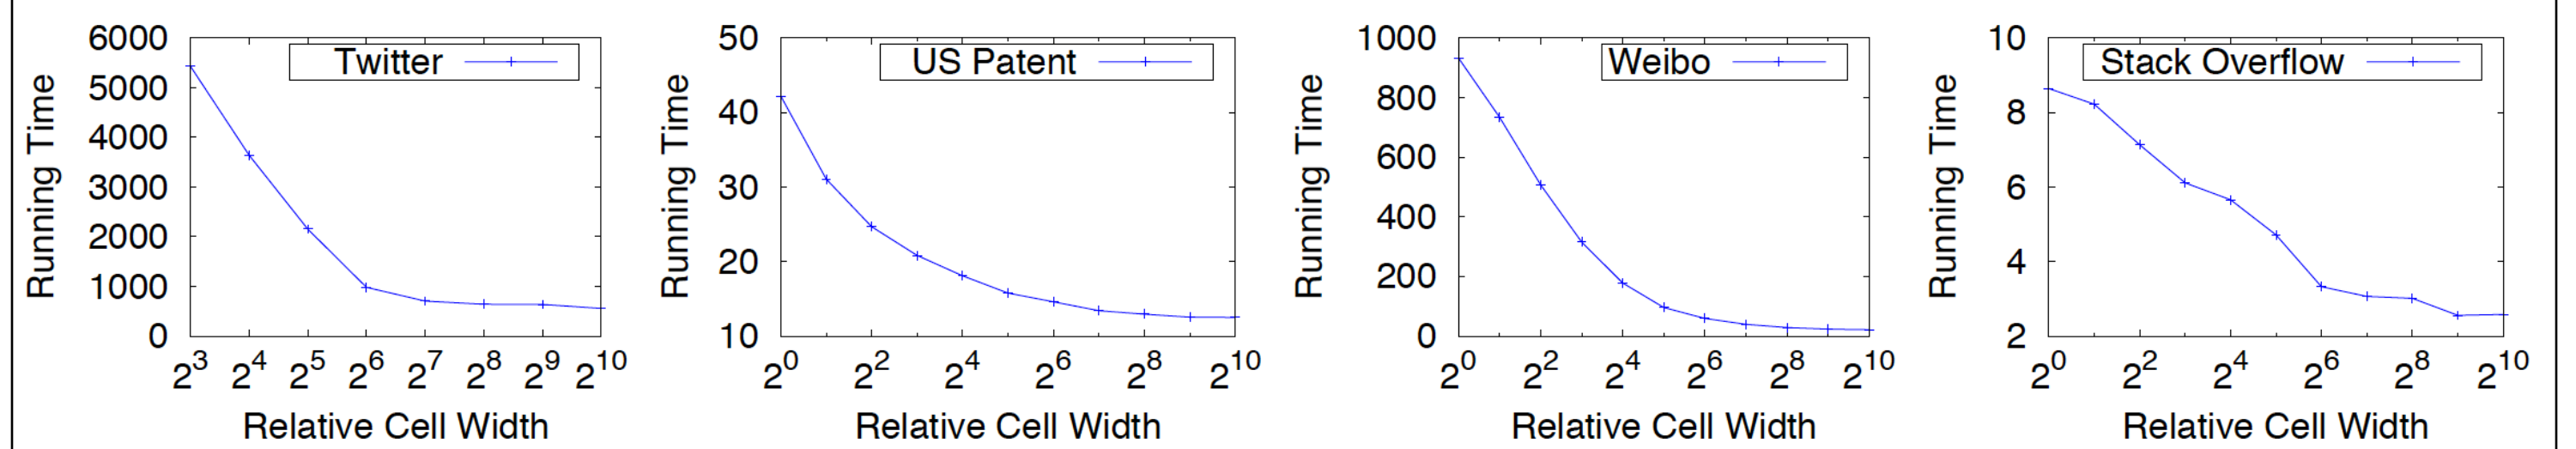 Running Time
6000
5000
4000
3000
2000
1000
0
Twitter
2^3 2^4 2^5 2^6 2^7 2^8 2^9 2^10
Relative Cell Width
Running Time
50
40
30
20
10
US Patent
2^0 2^2 2^4 2^6 2^8 2^10
Relative Cell Width
Running Time
1000
800
600
400
200
0
Weibo
2^0 2^2 2^4 2^6 2^8 2^10
Relative Cell Width
Running Time
10
8
6
4
2
Stack Overflow
2^0 2^2 2^4 2^6 2^8 2^10
Relative Cell Width